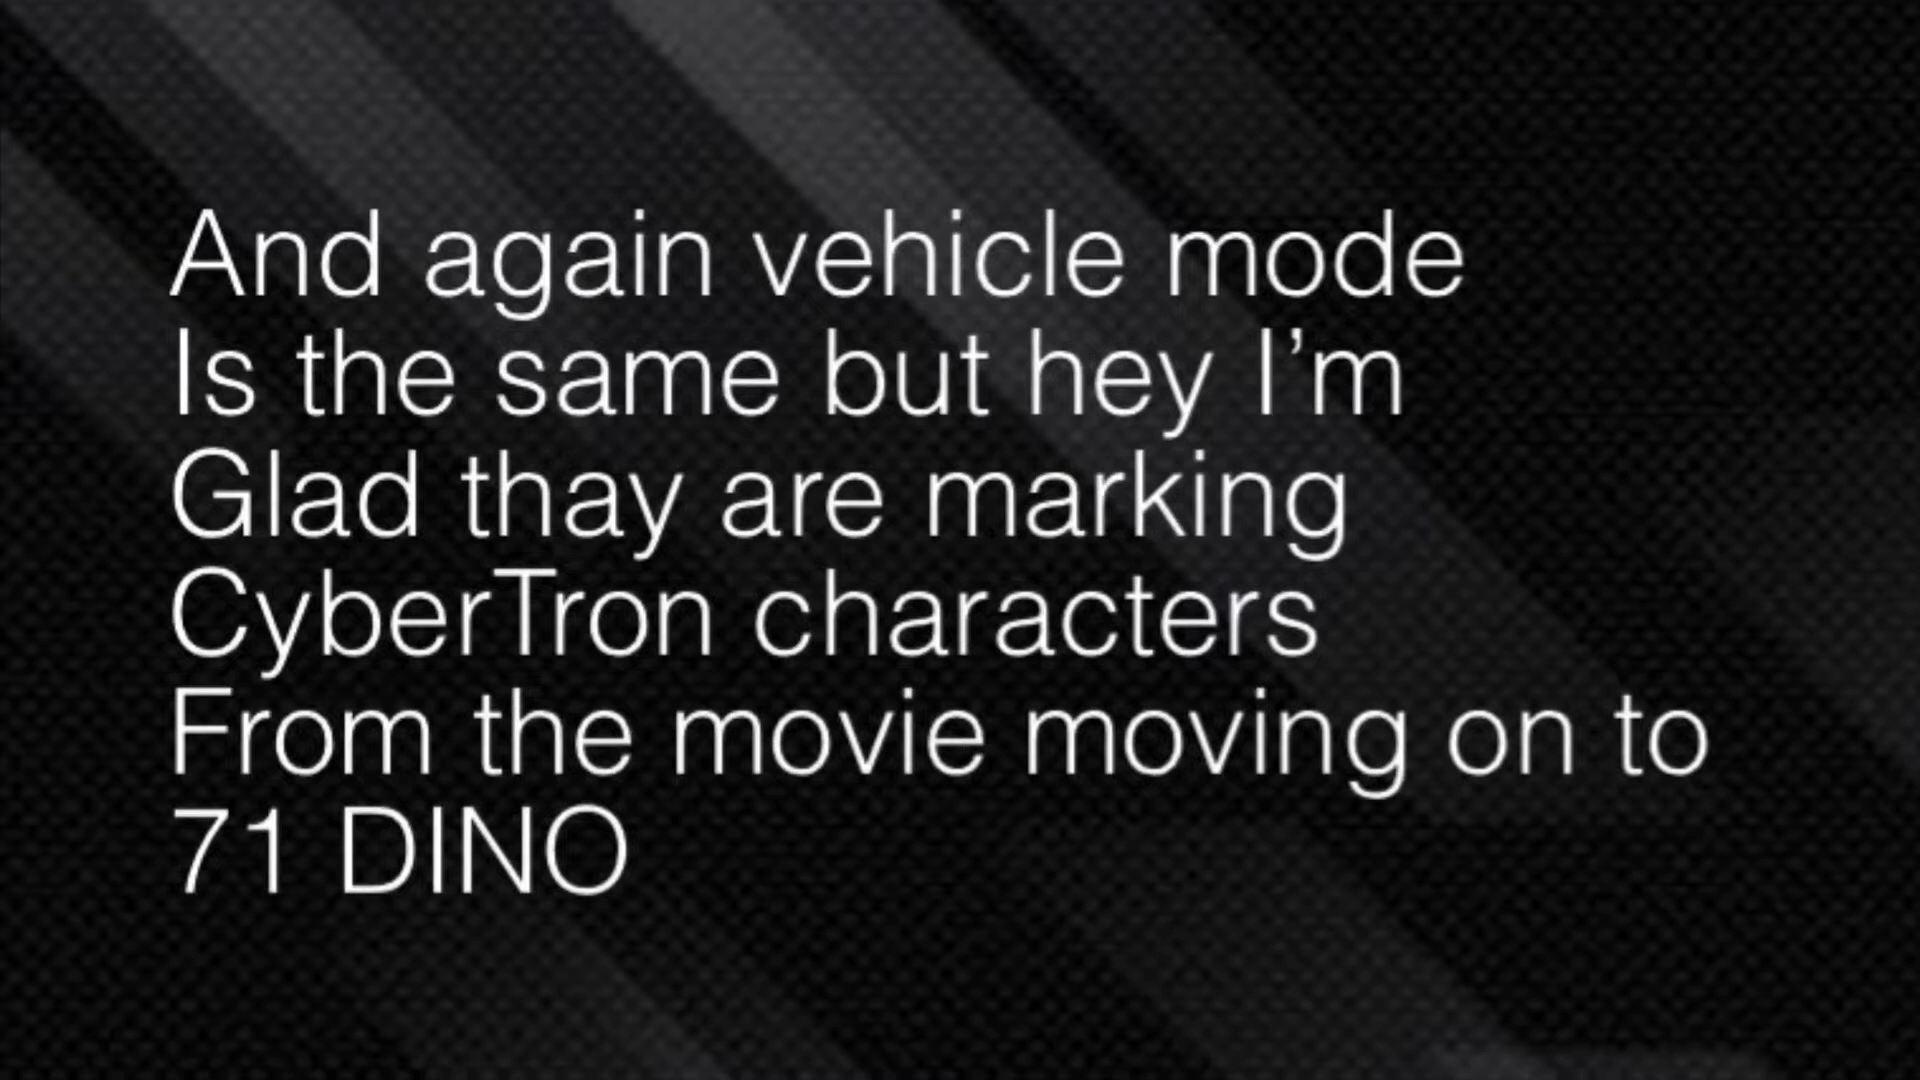 And again vehicle mode
Is the same but hey I’m
Glad thay are marking
CyberTron characters
From the movie moving on to
71 DINO